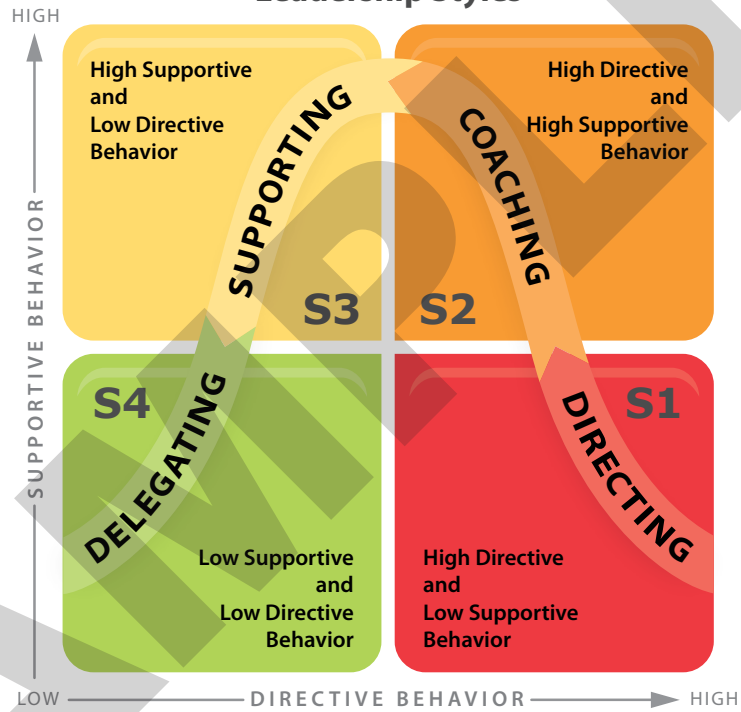 Leadership Styles
HIGH
High Supportive
and
Low Directive
Behavior
High Directive
and
High Supportive
Behavior
SUPPORTING
COACHING
S3
S2
SUPPORTIVE BEHAVIOR
S4
S1
DELEGATING
DIRECTING
Low Supportive
and
Low Directive
Behavior
High Directive
and
Low Supportive
Behavior
LOW
DIRECTIVE BEHAVIOR
HIGH